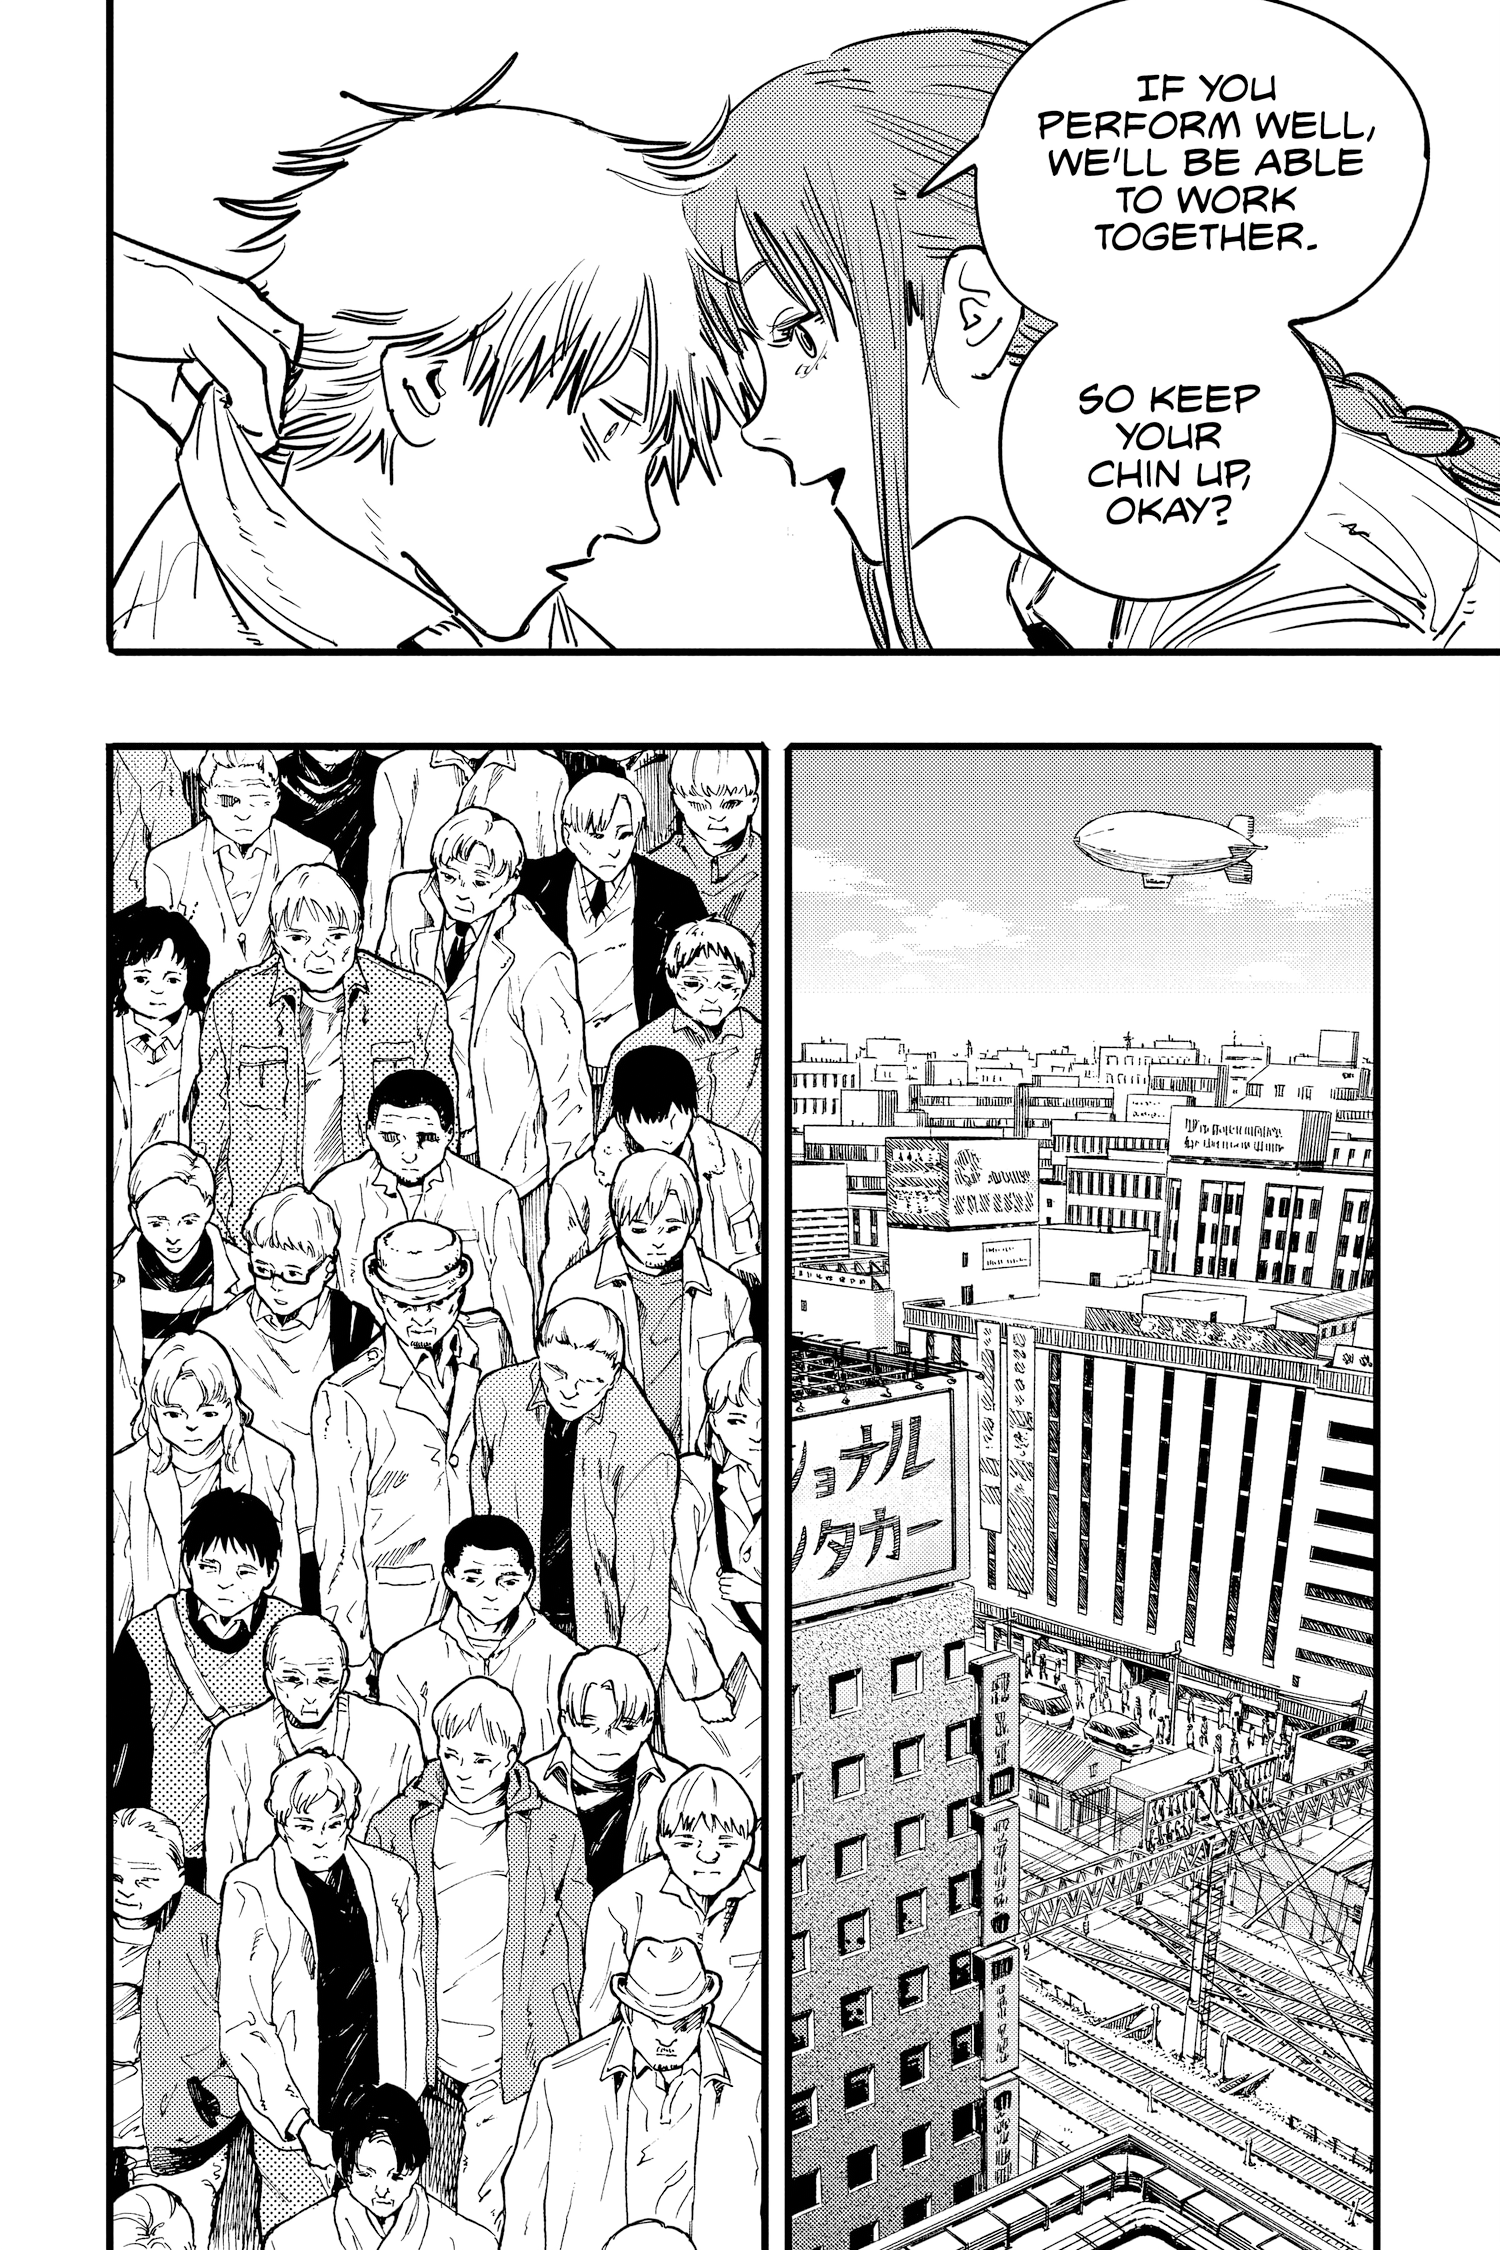 IF YOU
PERFORM WELL,
WE'LL BE ABLE
TO WORK
TOGETHER.
SO KEEP
YOUR
CHIN UP,
OKAY?
ショナル
ンタカー